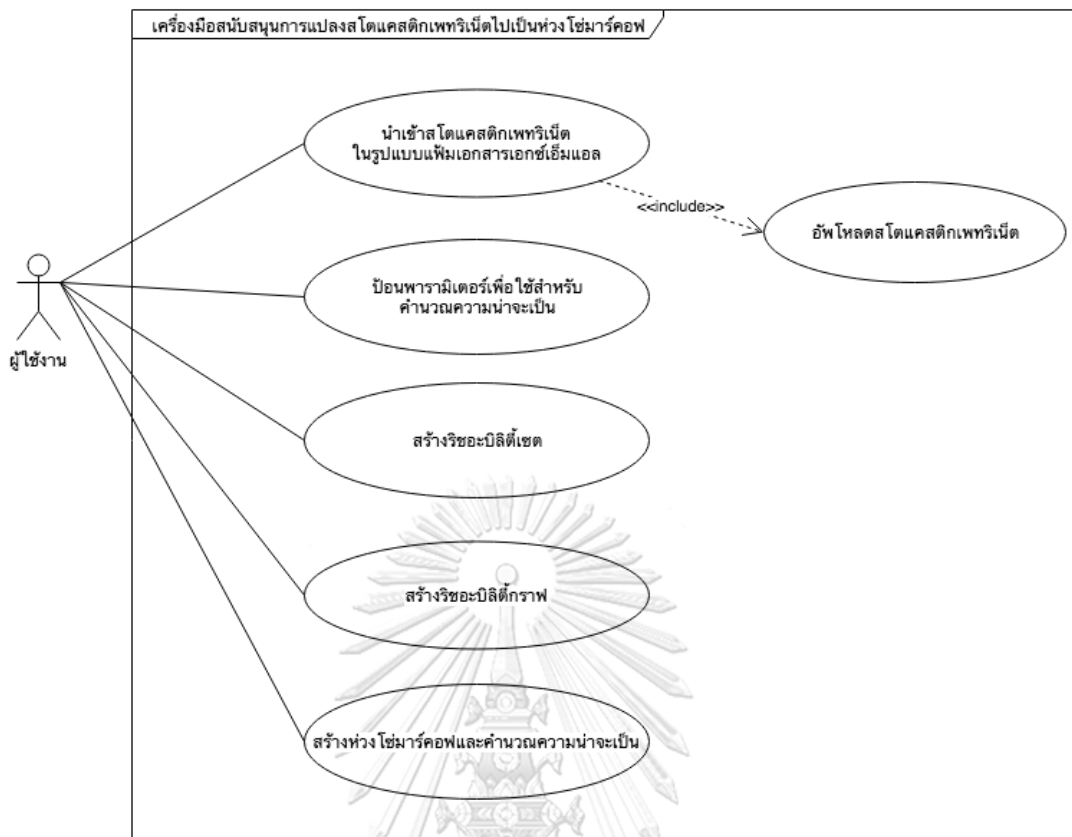 เครื่องมือสนับสนุนการแปลงสโตแคสติกเพทริเน็ตไปเป็นห่วงโซ่มาร์คอฟ
นำเข้าสโตแคสติกเพทริเน็ต
ในรูปแบบแฟ้มเอกสารเอกซ์เอ็มแอล
<<include>>
อัพโหลดสโตแคสติกเพทริเน็ต
ป้อนพารามิเตอร์เพื่อใช้สำหรับ
คำนวณความน่าจะเป็น
ผู้ใช้งาน
สร้างริชอะบิลิตี้เซต
สร้างริชอะบิลิตี้กราฟ
สร้างห่วงโซ่มาร์คอฟและคำนวณความน่าจะเป็น